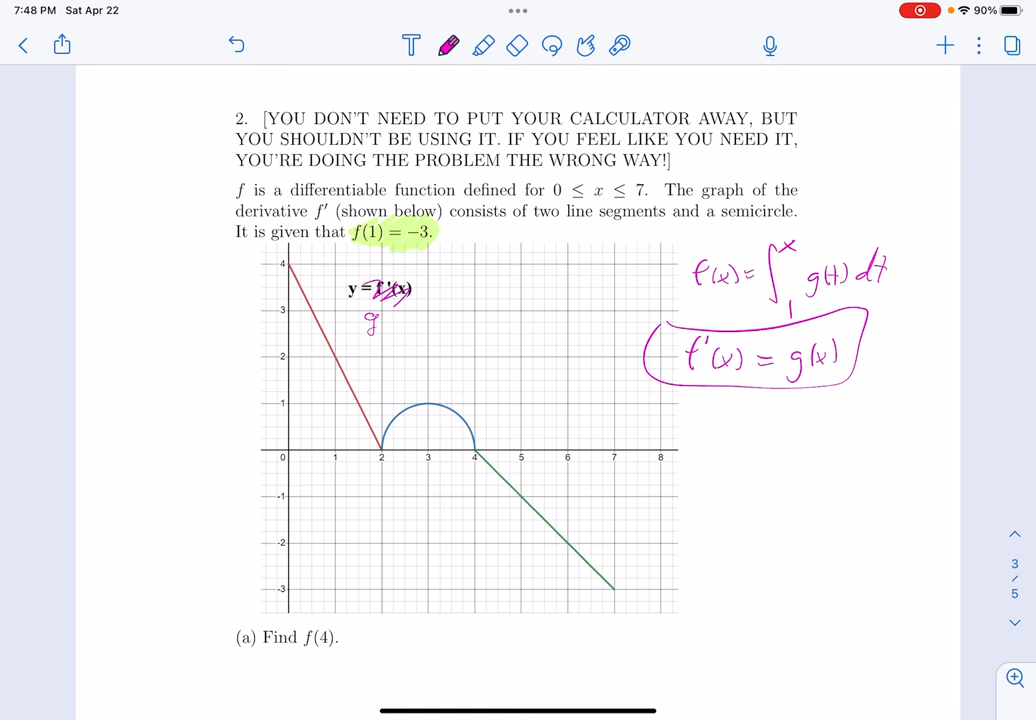 7:48 PM Sat Apr 22
90%
2. [YOU DON'T NEED TO PUT YOUR CALCULATOR AWAY, BUT
YOU SHOULDN'T BE USING IT. IF YOU FEEL LIKE YOU NEED IT,
YOU'RE DOING THE PROBLEM THE WRONG WAY!]
f is a differentiable function defined for 0 ≤ x ≤ 7. The graph of the
derivative f' (shown below) consists of two line segments and a semicircle.
It is given that f(1) = −3.
f(x) = ∫₁ˣ g(t) dt
f'(x) = g(x)
y = f'(x)
g
4
3
2
1
0 1 2 3 4 5 6 7 8
-1
-2
-3
(a) Find f(4).
3
/
5
T